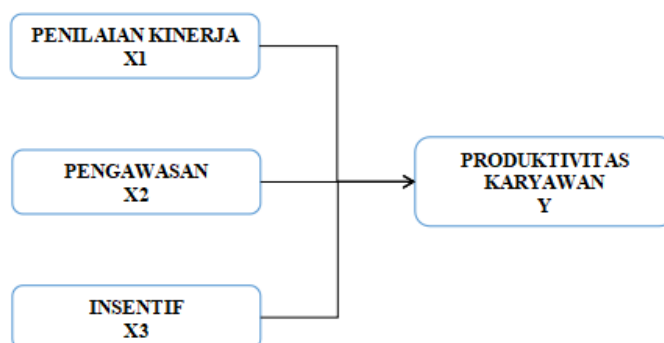 PENILAIAN KINERJA
X1
PENGAWASAN
X2
PRODUKTIVITAS
KARYAWAN
Y
INSENTIF
X3